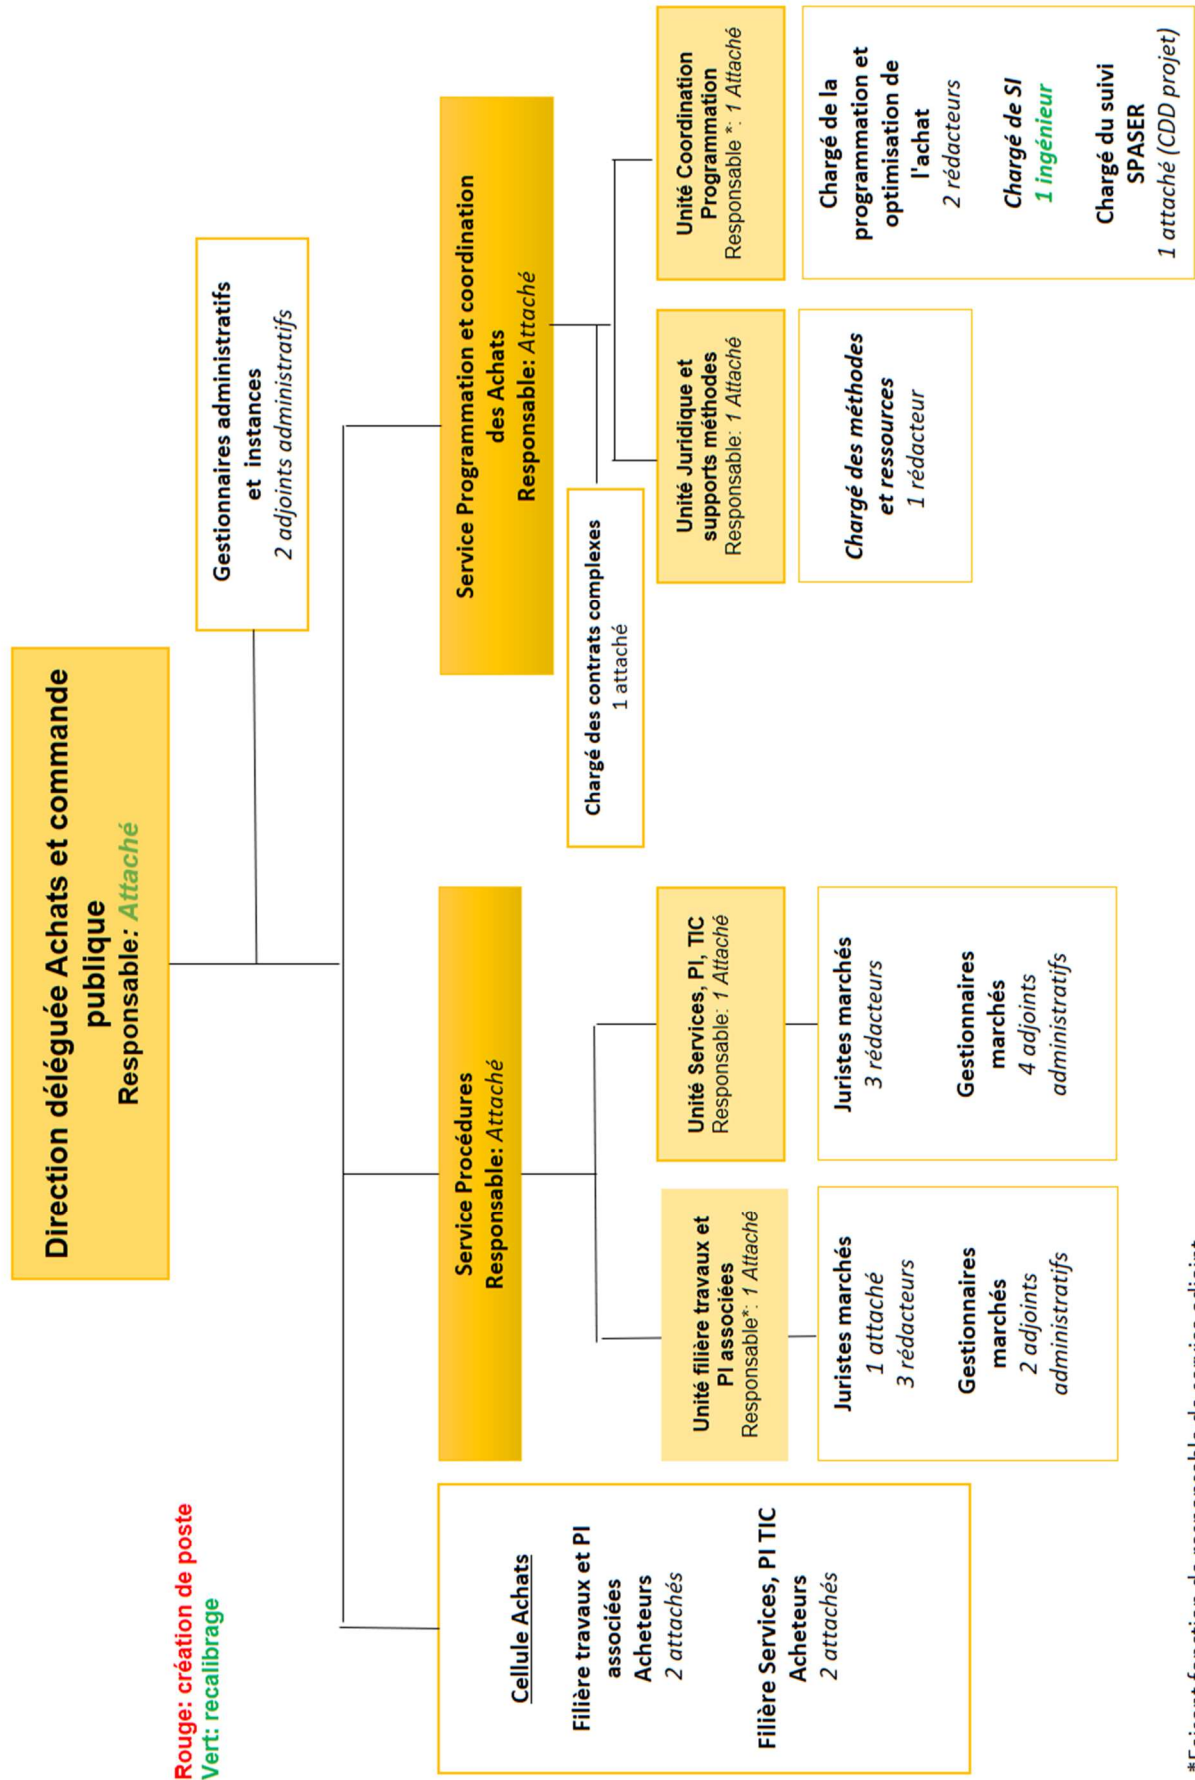 Direction déléguée Achats et commande
publique
Responsable: Attaché
Rouge: création de poste
Vert: recalibrage
Gestionnaires administratifs
et instances
2 adjoints administratifs
Cellule Achats
Filière travaux et PI
associées
Acheteurs
2 attachés
Filière Services, PI TIC
Acheteurs
2 attachés
Service Procédures
Responsable: Attaché
Unité filière travaux et
PI associées
Responsable*: 1 Attaché
Juristes marchés
1 attaché
3 rédacteurs
Gestionnaires
marchés
2 adjoints
administratifs
Unité Services, PI, TIC
Responsable: 1 Attaché
Juristes marchés
3 rédacteurs
Gestionnaires
marchés
4 adjoints
administratifs
Service Programmation et coordination
des Achats
Responsable: Attaché
Chargé des contrats complexes
1 attaché
Unité Juridique et
supports méthodes
Responsable: 1 Attaché
Chargé des méthodes
et ressources
1 rédacteur
Unité Coordination
Programmation
Responsable *: 1 Attaché
Chargé de la
programmation et
optimisation de
l'achat
2 rédacteurs
Chargé de SI
1 ingénieur
Chargé du suivi
SPASER
1 attaché (CDD projet)
*Faisant fonction de responsable de service adjoint